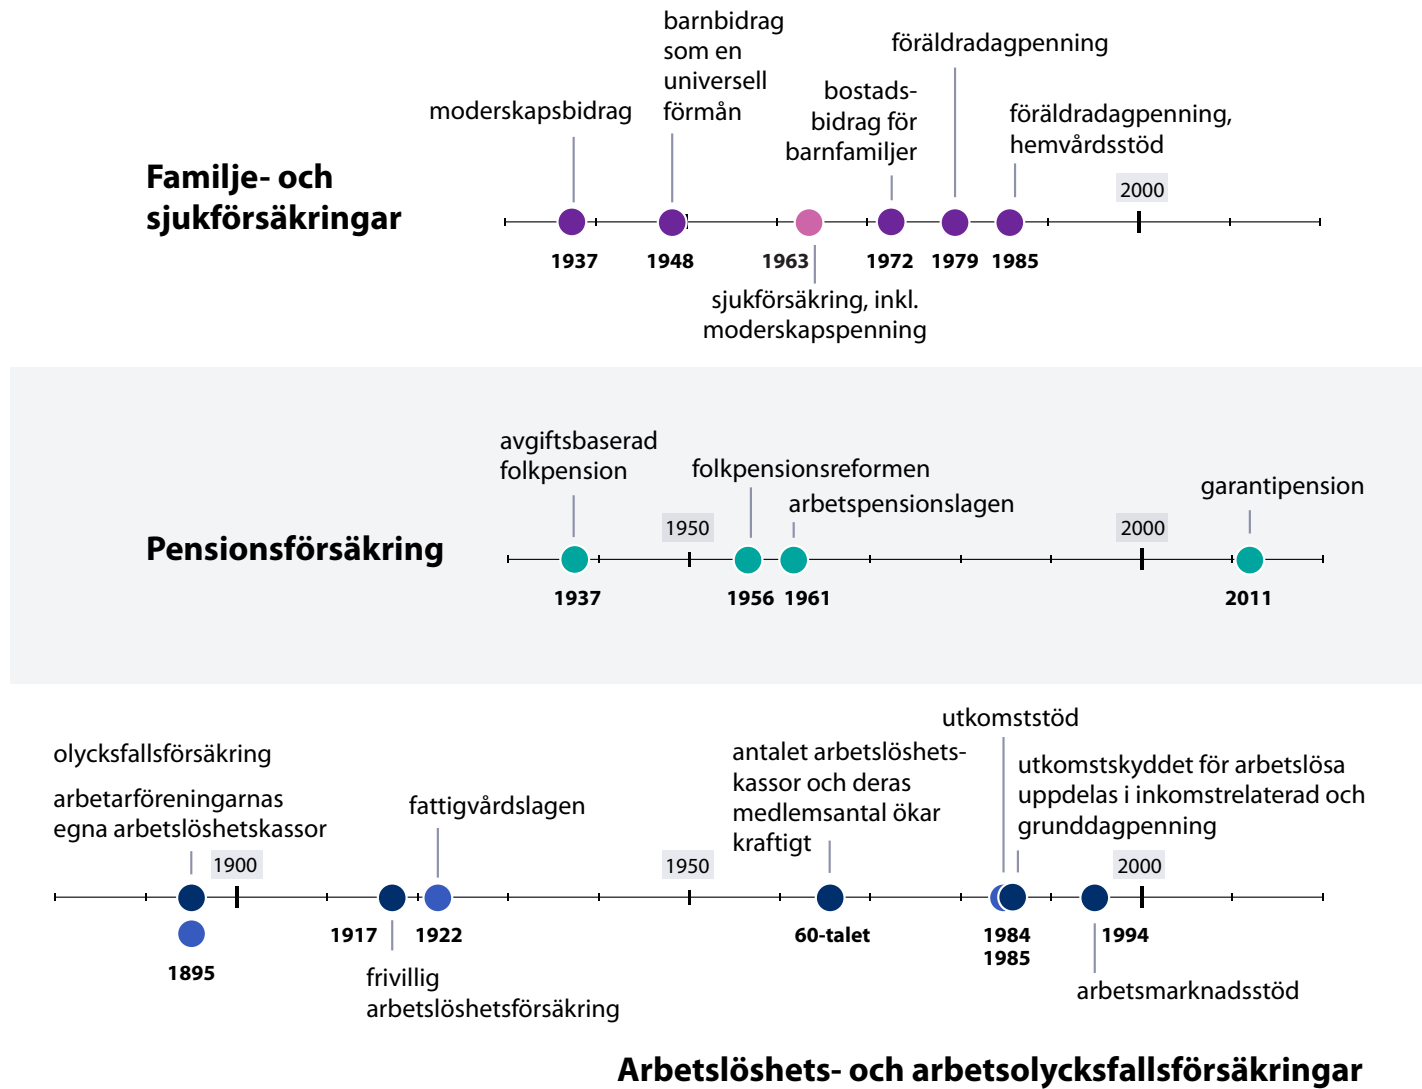 barnbidrag
som en
universell
förmån
föräldradagpenning
bostads-
bidrag för
barnfamiljer
moderskapsbidrag
föräldradagpenning,
hemvårdsstöd
Familje- och
sjukförsäkringar
2000
1937
1948
1963
1972
1979
1985
sjukförsäkring, inkl.
moderskapspenning
avgiftsbaserad
folkpension
folkpensionsreformen
arbetspensionslagen
garantipension
Pensionsförsäkring
1950
2000
1937
1956
1961
2011
utkomststöd
olycksfallsförsäkring
arbetarföreningarnas
egna arbetslöshetskassor
fattigvårdslagen
antalet arbetslöshets-
kassor och deras
medlemsantal ökar
kraftigt
utkomstskyddet för arbetslösa
uppdelas i inkomstrelaterad och
grunddagpenning
1900
1950
2000
1895
1917
1922
60-talet
1984
1985
1994
frivillig
arbetslöshetsförsäkring
arbetsmarknadsstöd
Arbetslöshets- och arbetsolycksfallsförsäkringar